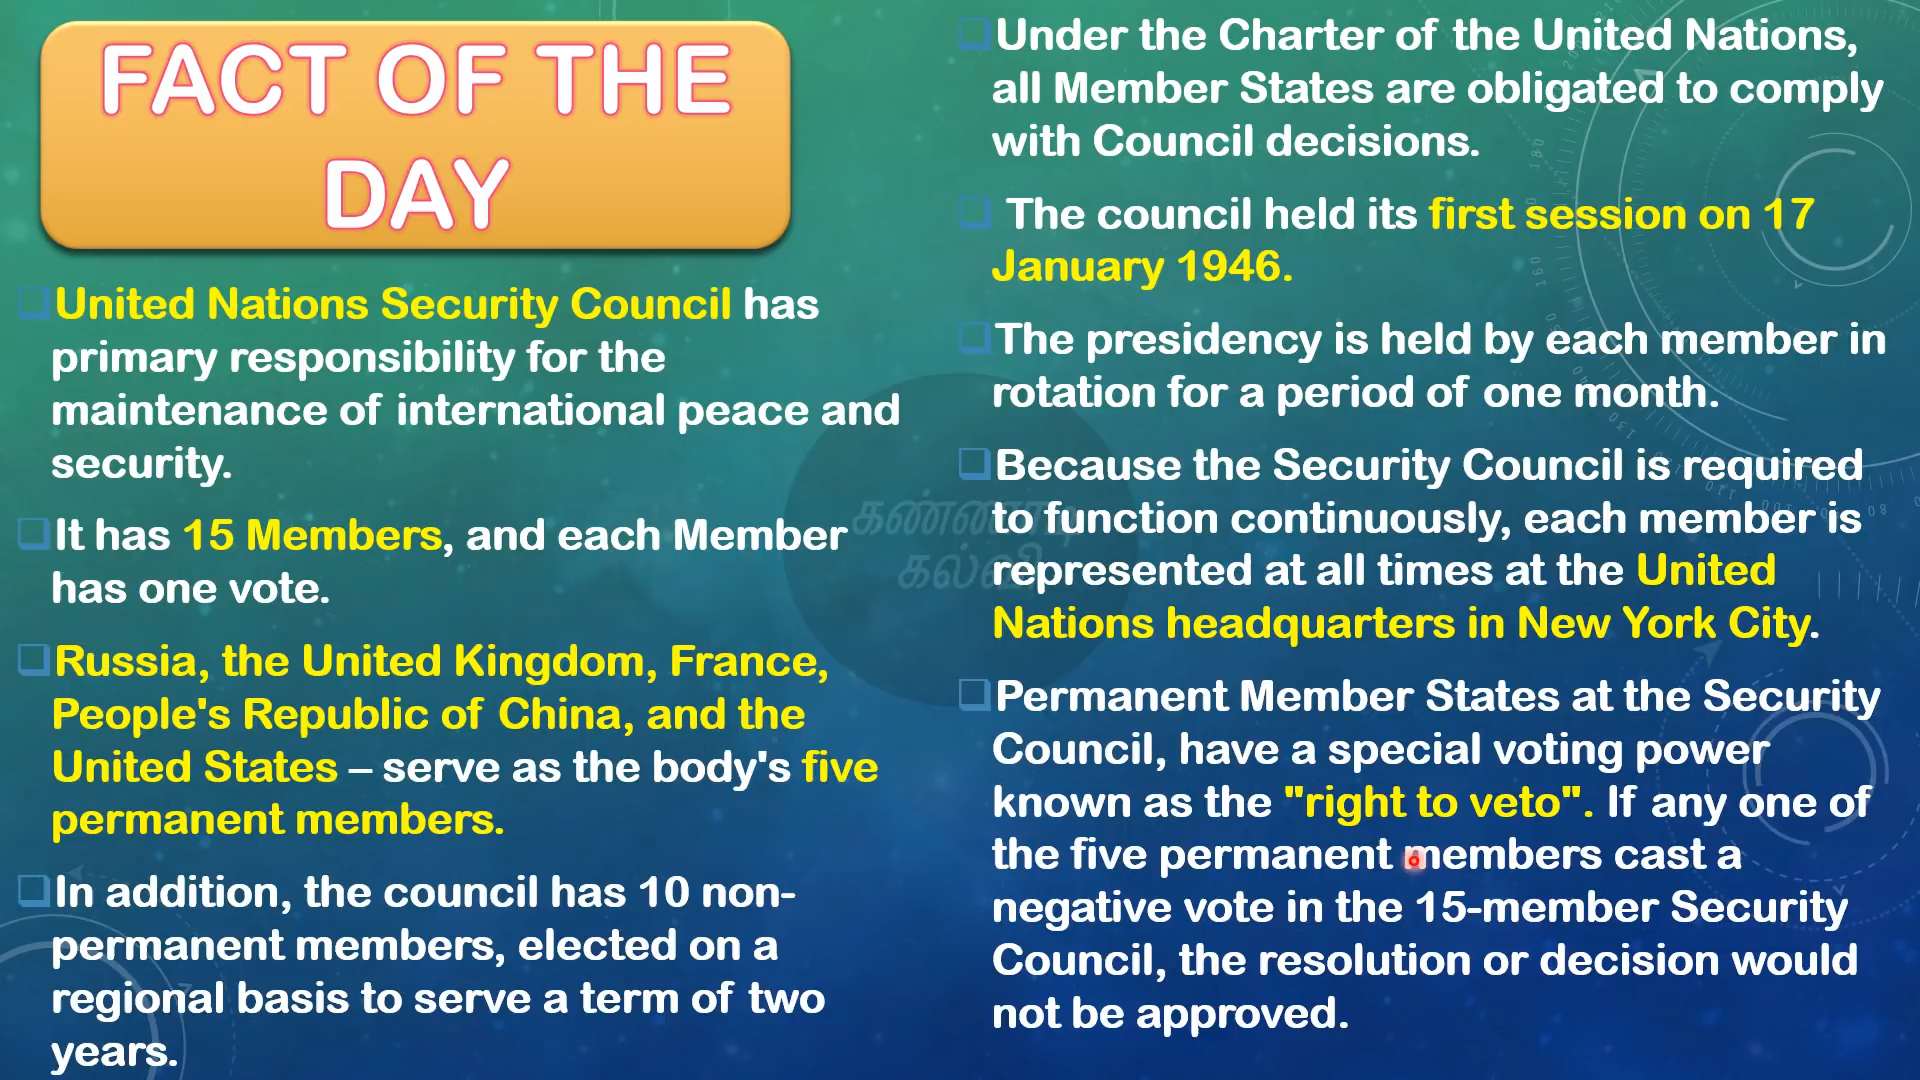 FACT OF THE
DAY
United Nations Security Council has
primary responsibility for the
maintenance of international peace and
security.
It has 15 Members, and each Member
has one vote.
Russia, the United Kingdom, France,
People's Republic of China, and the
United States – serve as the body's five
permanent members.
In addition, the council has 10 non-
permanent members, elected on a
regional basis to serve a term of two
years.
Under the Charter of the United Nations,
all Member States are obligated to comply
with Council decisions.
The council held its first session on 17
January 1946.
The presidency is held by each member in
rotation for a period of one month.
Because the Security Council is required
to function continuously, each member is
represented at all times at the United
Nations headquarters in New York City.
Permanent Member States at the Security
Council, have a special voting power
known as the "right to veto". If any one of
the five permanent members cast a
negative vote in the 15-member Security
Council, the resolution or decision would
not be approved.